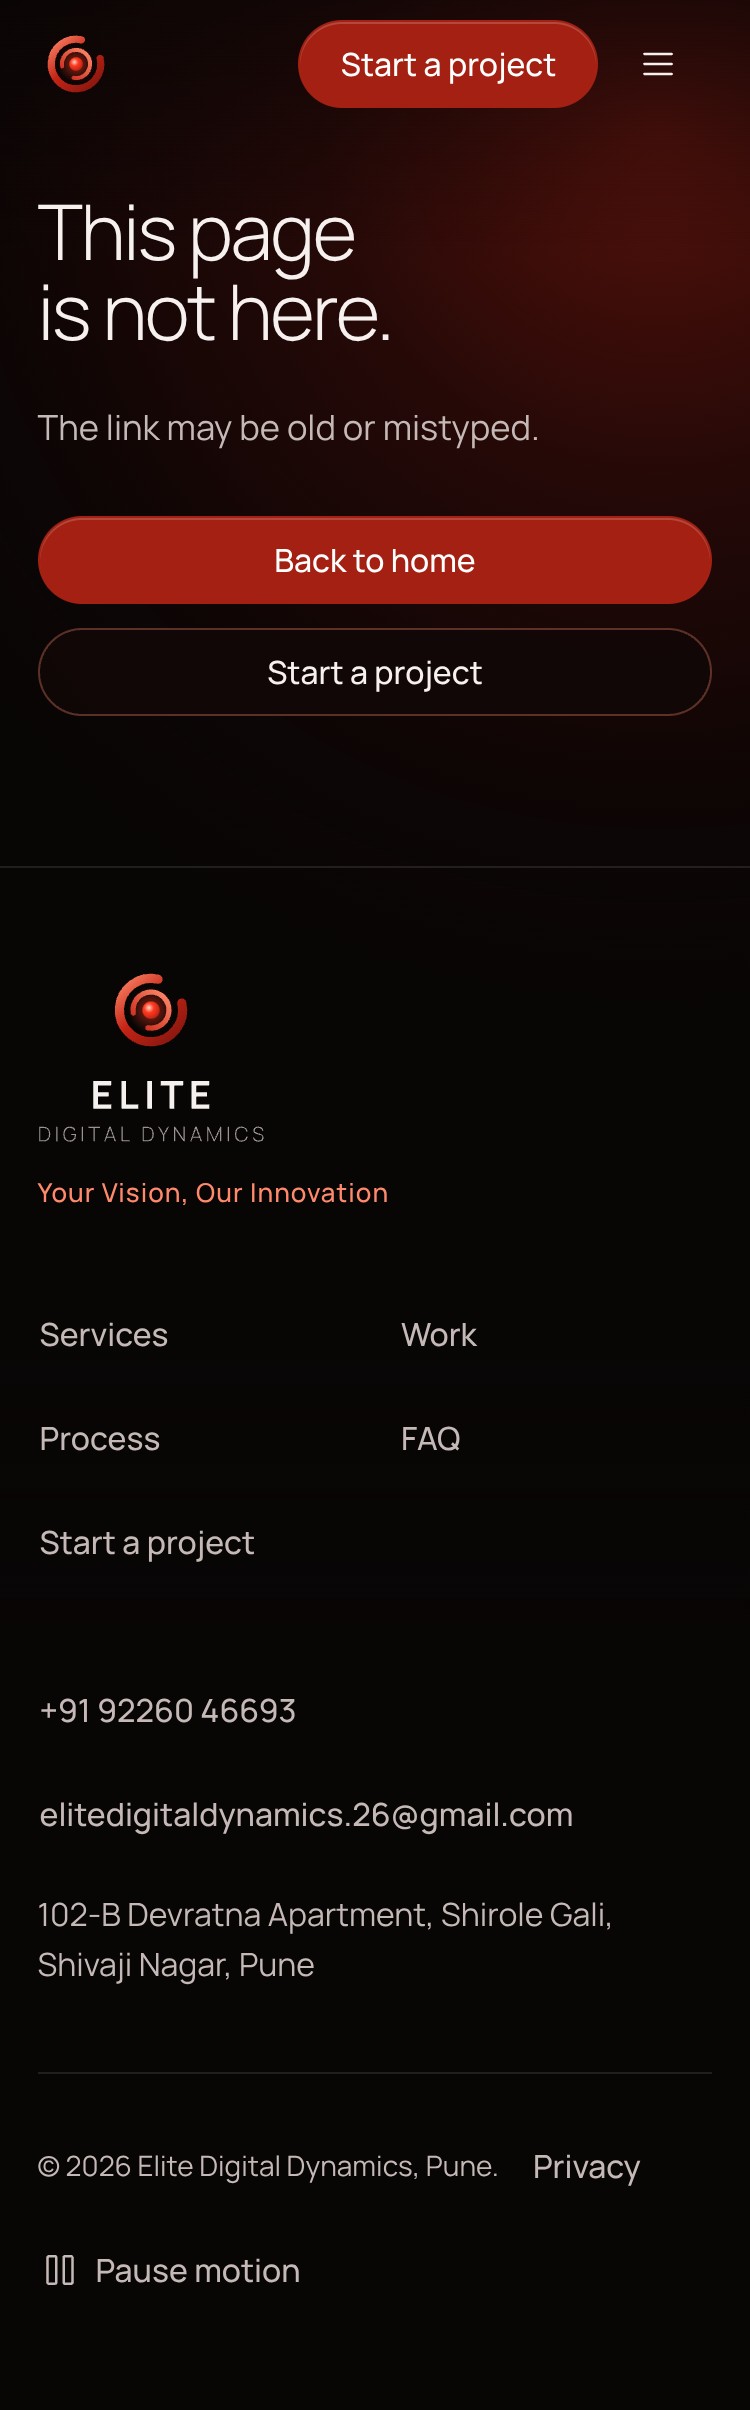 Start a project
This page
is not here.
The link may be old or mistyped.
Back to home
Start a project
ELITE
DIGITAL DYNAMICS
Your Vision, Our Innovation
Services Work
Process FAQ
Start a project
+91 92260 46693
elitedigitaldynamics.26@gmail.com
102-B Devratna Apartment, Shirole Gali,
Shivaji Nagar, Pune
© 2026 Elite Digital Dynamics, Pune. Privacy
Pause motion